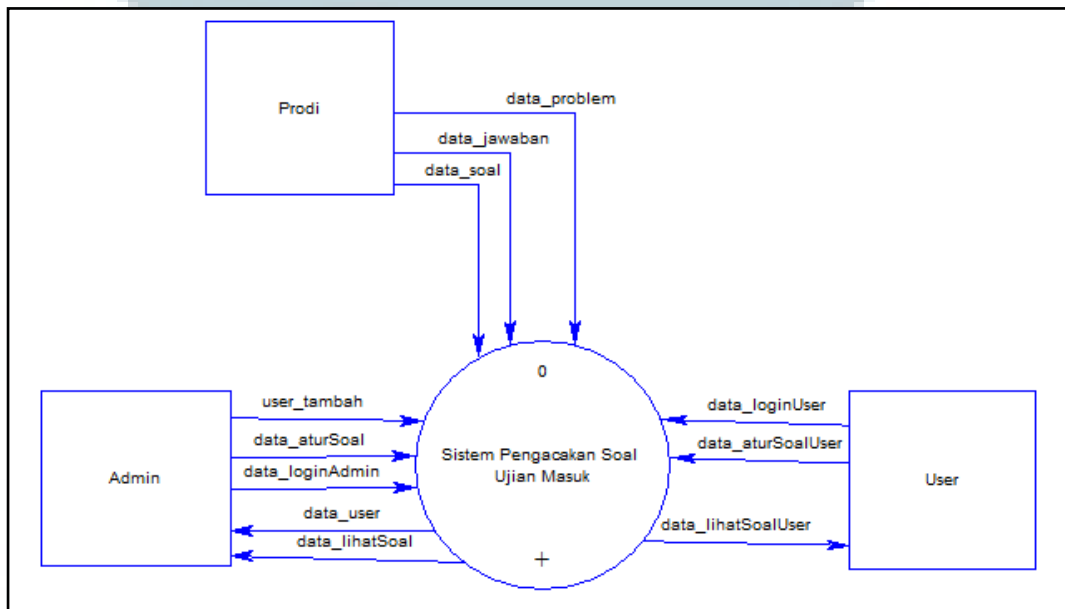 Prodi
data_problem
data_jawaban
data_soal
0
Sistem Pengacakan Soal
Ujian Masuk
+
Admin
user_tambah
data_aturSoal
data_loginAdmin
data_user
data_lihatSoal
data_loginUser
data_aturSoalUser
data_lihatSoalUser
User